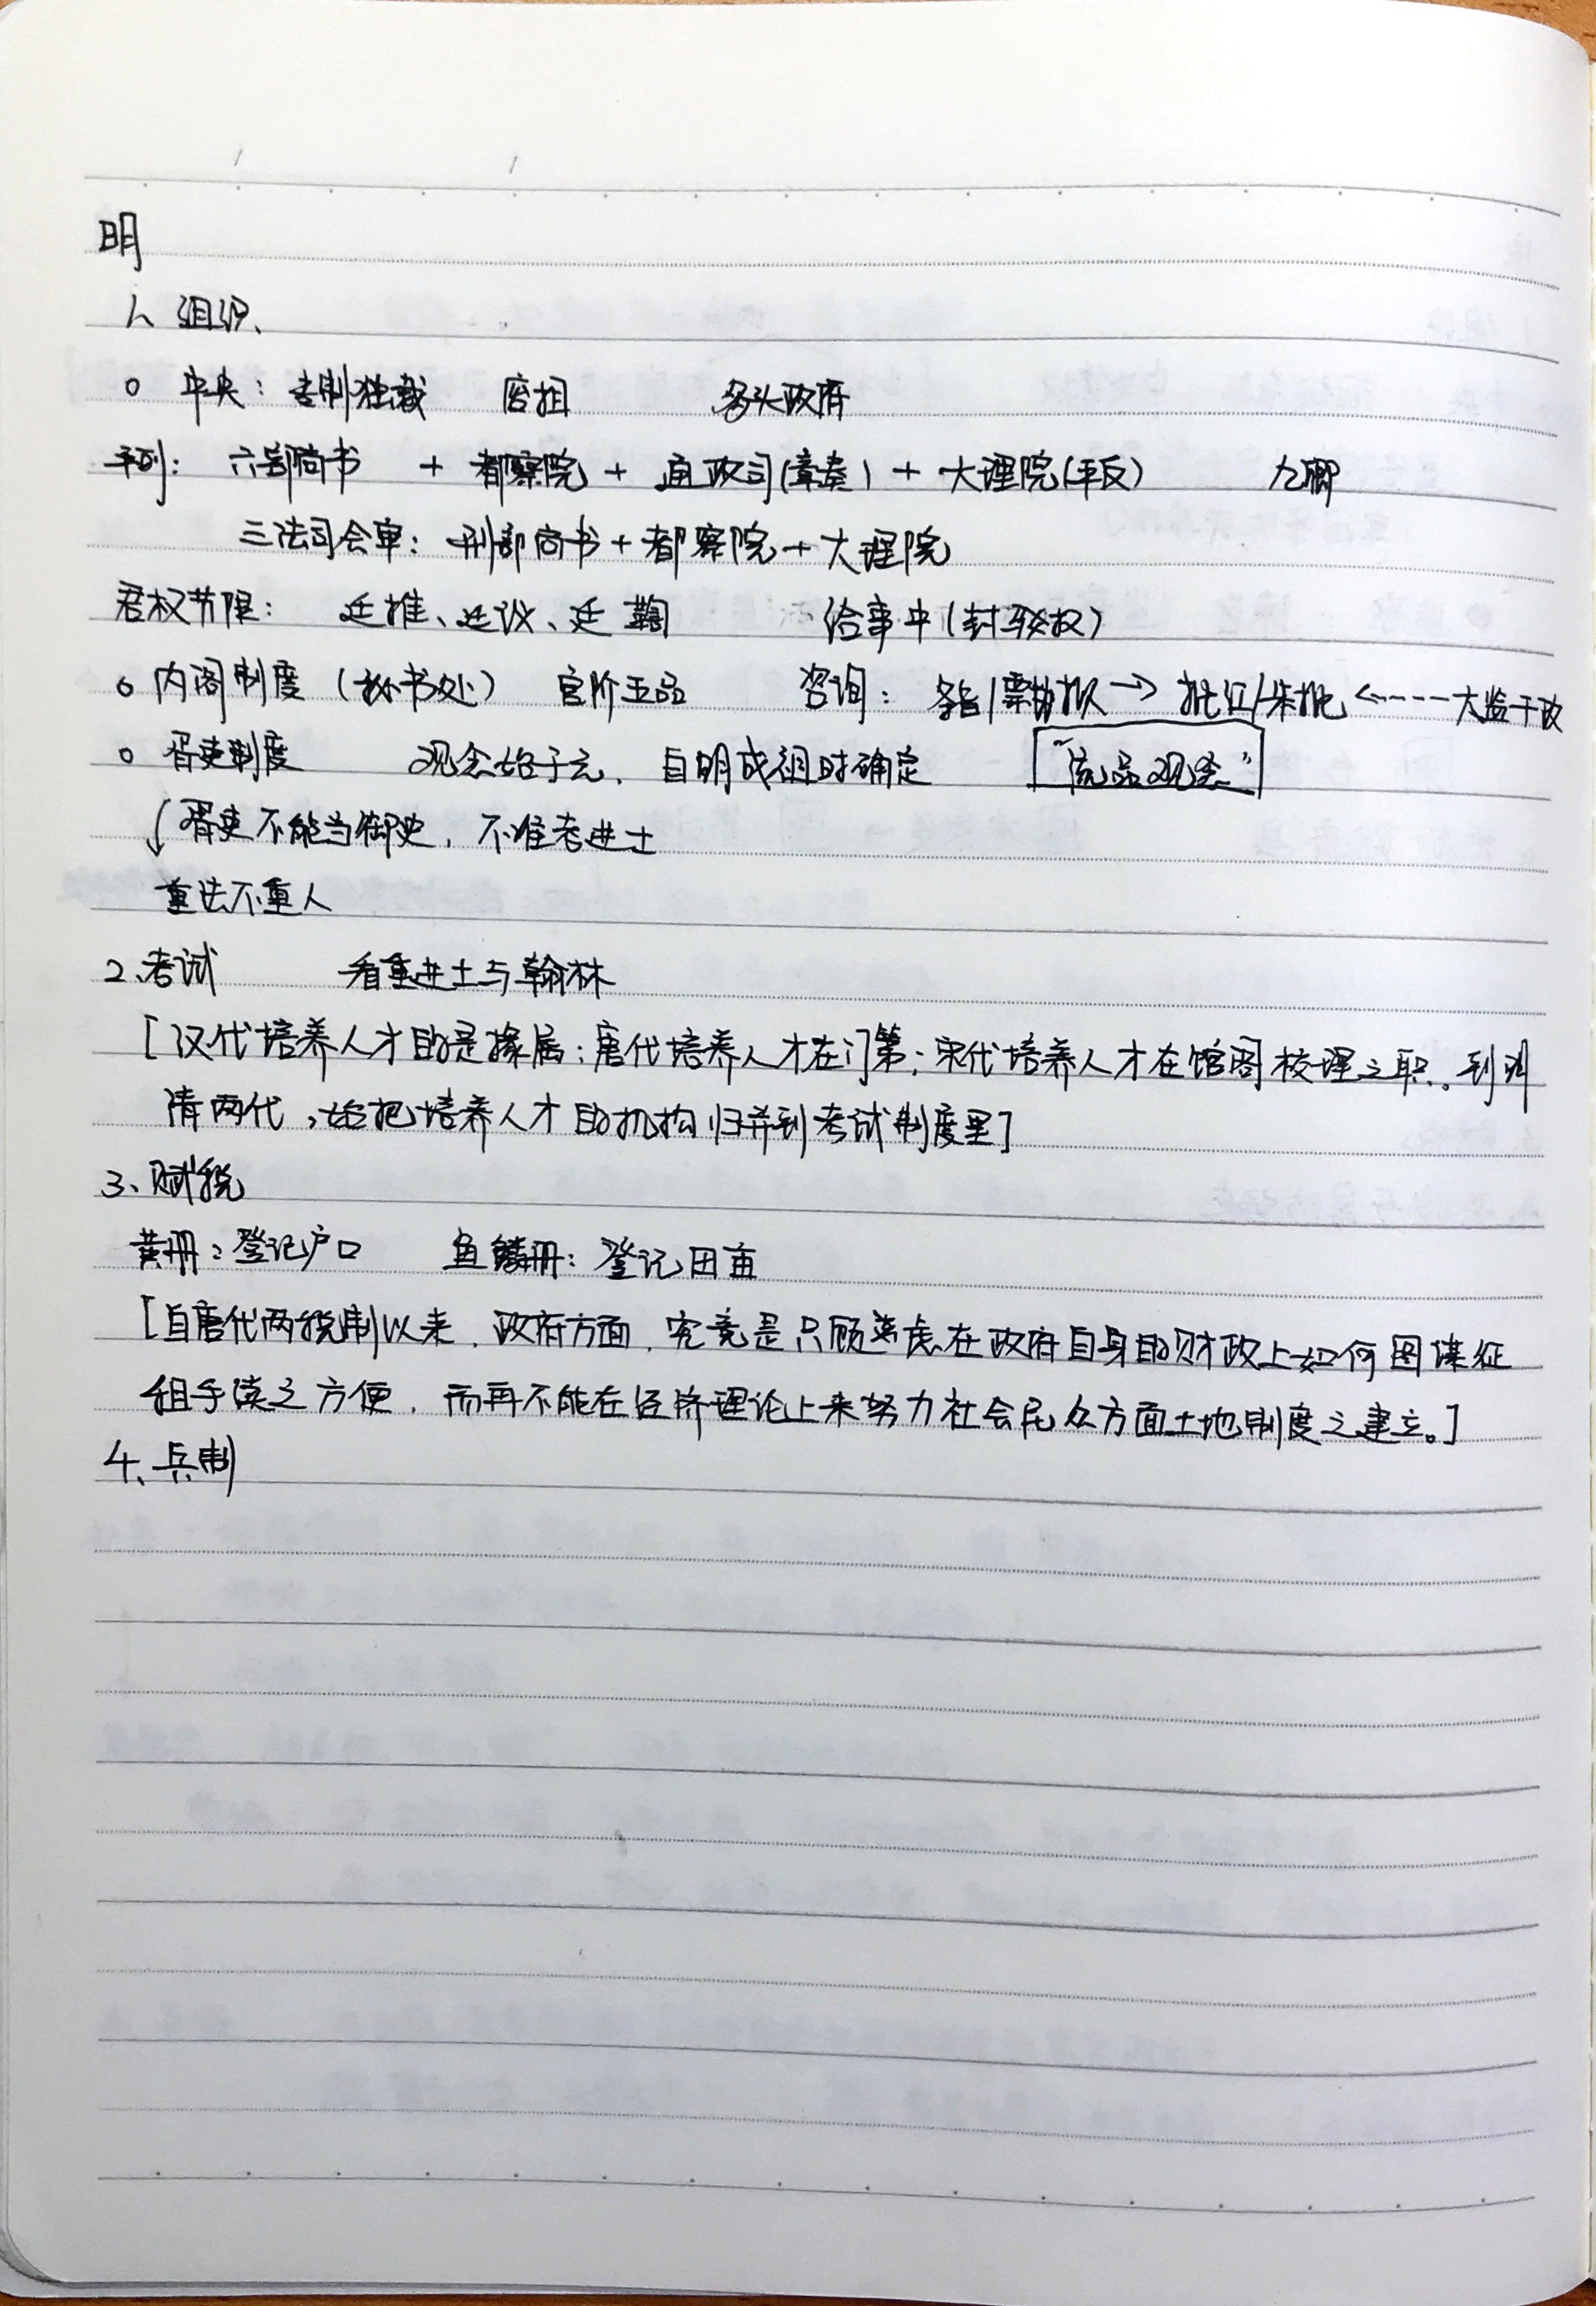 明
1、组织、
○ 中央：专制独裁 废相 多头政府
平列： 六部尚书 + 都察院 + 通政司(章奏) + 大理院(平反) 九卿
三法司会审： 刑部尚书 + 都察院 + 大理院
君权节限： 廷推、廷议、廷鞫 给事中(封驳权)
○ 内阁制度 (秘书处) 官阶五品 咨询： 条旨/票拟 → 批红/朱批 ←---- 太监干政
○ 胥吏制度 观念始于元，自明成祖时确定 “流品观念”
↓ 胥吏不能当御史，不准考进士
重法不重人
2、考试 看重进士与翰林
[汉代培养人才的是掾属；唐代培养人才在门第；宋代培养人才在馆阁校理之职。到明
清两代，始把培养人才的机构归并到考试制度里]
3、赋税
黄册：登记户口 鱼鳞册：登记田亩
[自唐代两税制以来，政府方面，究竟是只顾考虑在政府自身的财政上如何图谋征
租手续之方便，而再不能在经济理论上来努力社会民众方面土地制度之建立。]
4、兵制